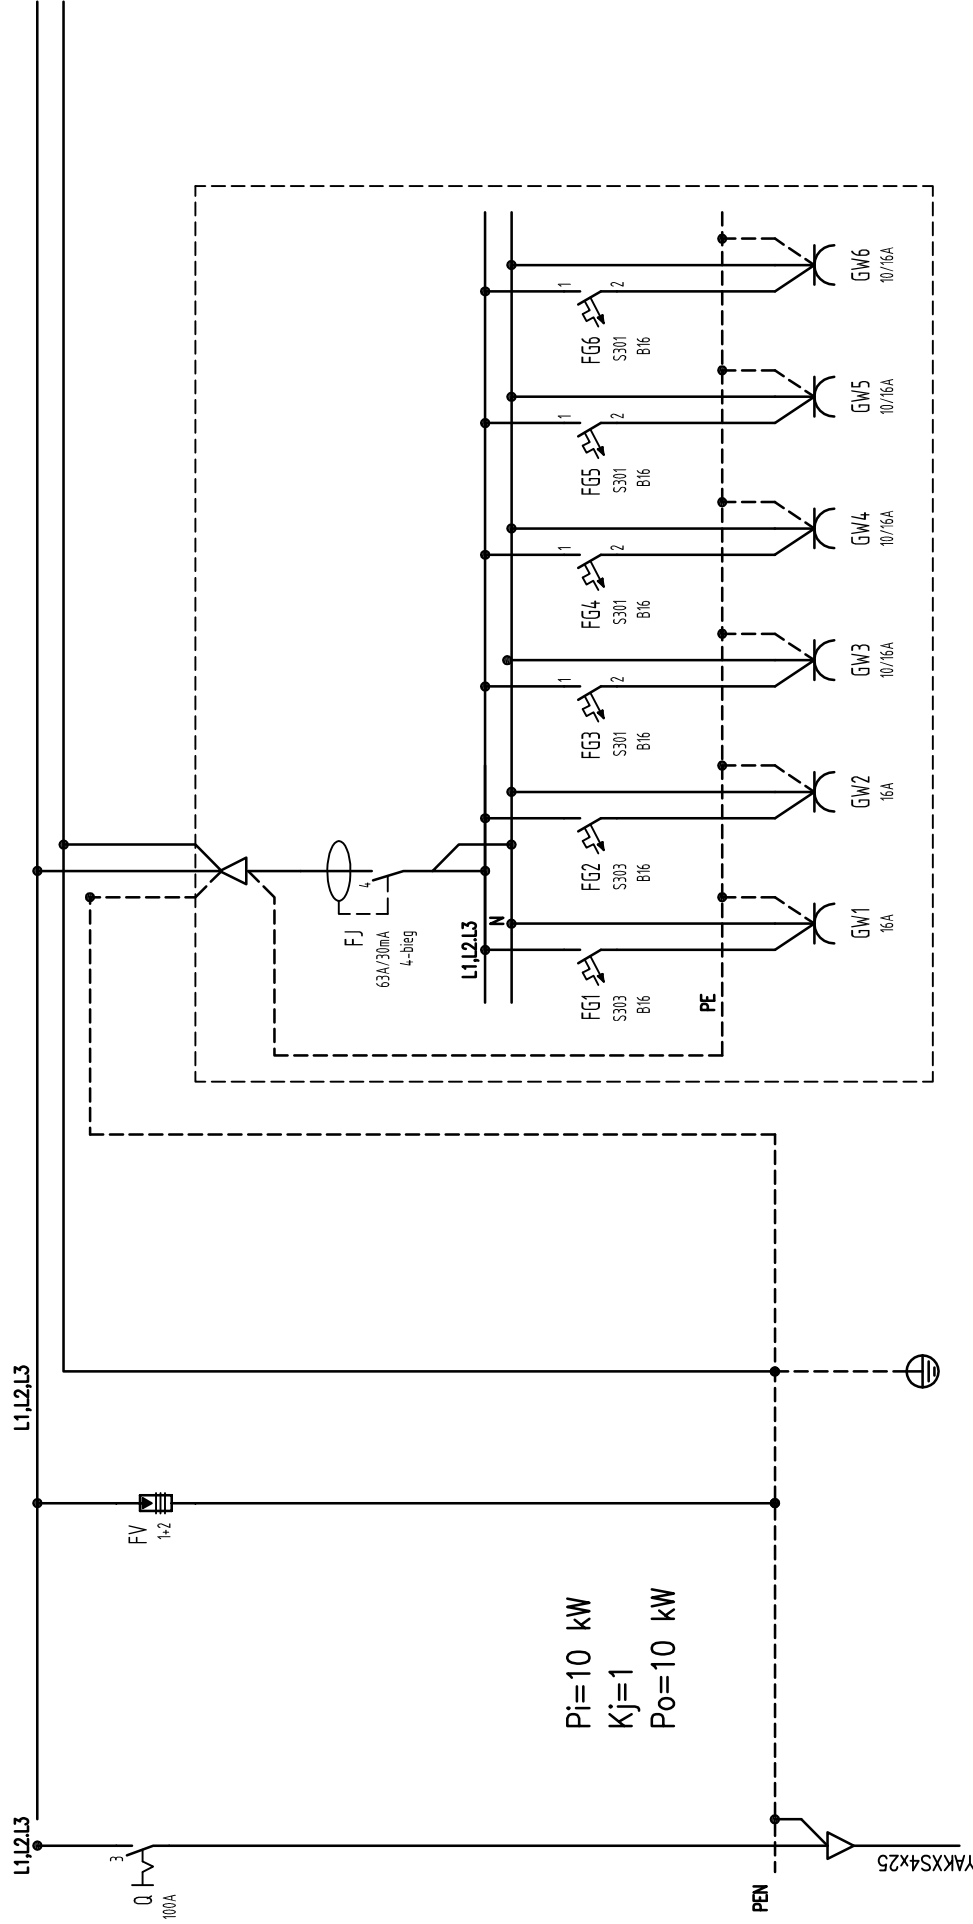 L1,L2.L3
3
Q
100A
PEN
YAKXS4x25
Pi=10 kW
Kj=1
Po=10 kW
FV
1+2
L1,L2,L3
4
FJ
63A/30mA
4-bieg
L1,L2.L3
N
PE
FG1
S303
B16
GW1
16A
FG2
S303
B16
GW2
16A
1
2
FG3
S301
B16
GW3
10/16A
1
2
FG4
S301
B16
GW4
10/16A
1
2
FG5
S301
B16
GW5
10/16A
1
2
FG6
S301
B16
GW6
10/16A